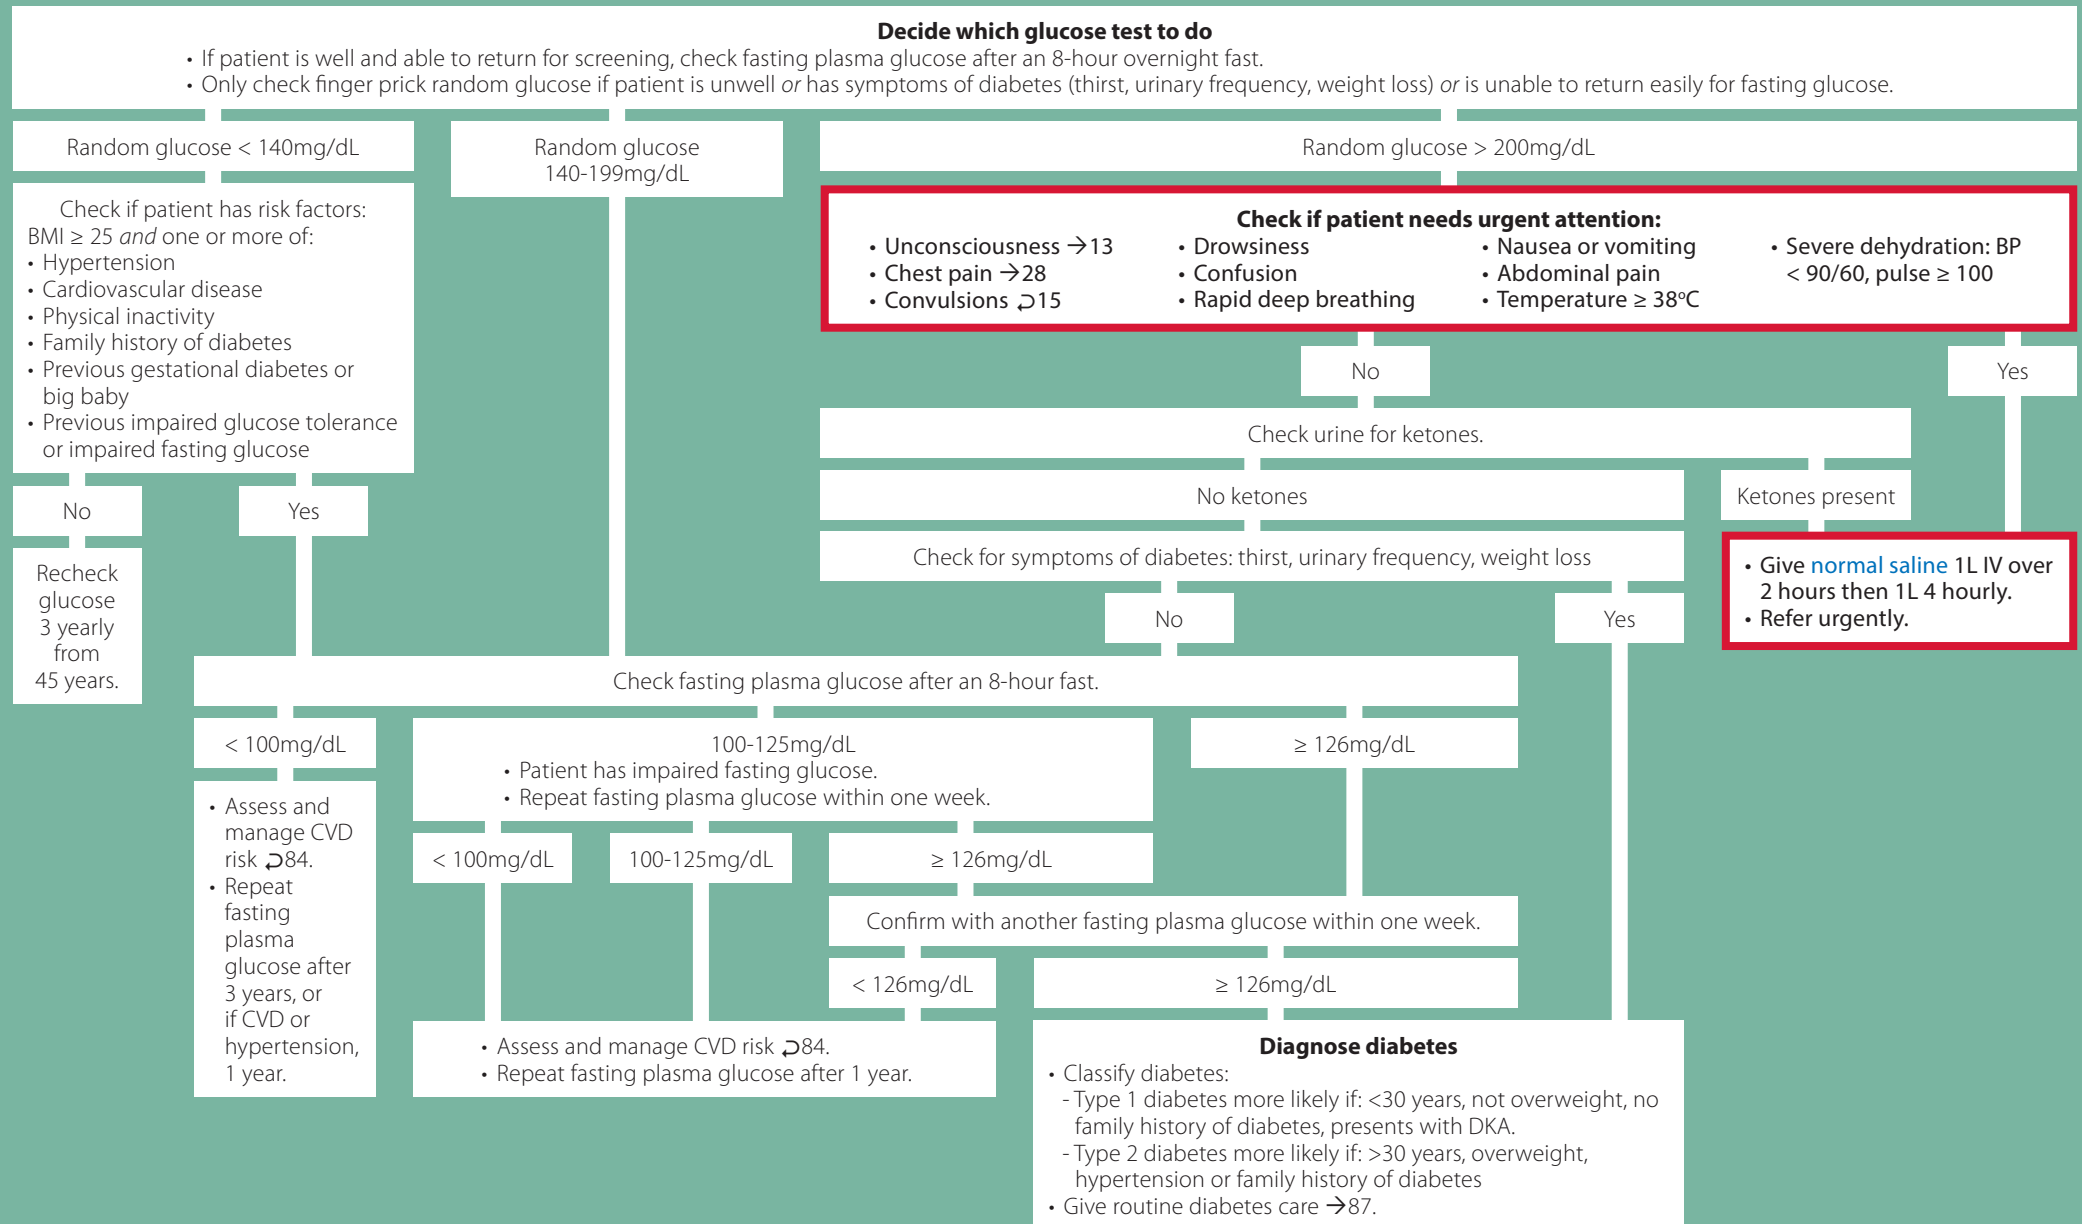 Decide which glucose test to do
• If patient is well and able to return for screening, check fasting plasma glucose after an 8-hour overnight fast.
• Only check finger prick random glucose if patient is unwell or has symptoms of diabetes (thirst, urinary frequency, weight loss) or is unable to return easily for fasting glucose.
Random glucose < 140mg/dL
Random glucose
140-199mg/dL
Random glucose > 200mg/dL
Check if patient has risk factors:
BMI ≥ 25 and one or more of:
• Hypertension
• Cardiovascular disease
• Physical inactivity
• Family history of diabetes
• Previous gestational diabetes or
big baby
• Previous impaired glucose tolerance
or impaired fasting glucose
Check if patient needs urgent attention:
• Unconsciousness →13
• Chest pain →28
• Convulsions ⮌15
• Drowsiness
• Confusion
• Rapid deep breathing
• Nausea or vomiting
• Abdominal pain
• Temperature ≥ 38°C
• Severe dehydration: BP
< 90/60, pulse ≥ 100
No
Yes
Check urine for ketones.
No
Yes
No ketones
Ketones present
Recheck
glucose
3 yearly
from
45 years.
Check for symptoms of diabetes: thirst, urinary frequency, weight loss
• Give normal saline 1L IV over
2 hours then 1L 4 hourly.
• Refer urgently.
No
Yes
Check fasting plasma glucose after an 8-hour fast.
< 100mg/dL
100-125mg/dL
• Patient has impaired fasting glucose.
• Repeat fasting plasma glucose within one week.
≥ 126mg/dL
• Assess and
manage CVD
risk ⮌84.
• Repeat
fasting
plasma
glucose after
3 years, or
if CVD or
hypertension,
1 year.
< 100mg/dL
100-125mg/dL
≥ 126mg/dL
Confirm with another fasting plasma glucose within one week.
< 126mg/dL
≥ 126mg/dL
• Assess and manage CVD risk ⮌84.
• Repeat fasting plasma glucose after 1 year.
Diagnose diabetes
• Classify diabetes:
- Type 1 diabetes more likely if: <30 years, not overweight, no
family history of diabetes, presents with DKA.
- Type 2 diabetes more likely if: >30 years, overweight,
hypertension or family history of diabetes
• Give routine diabetes care →87.